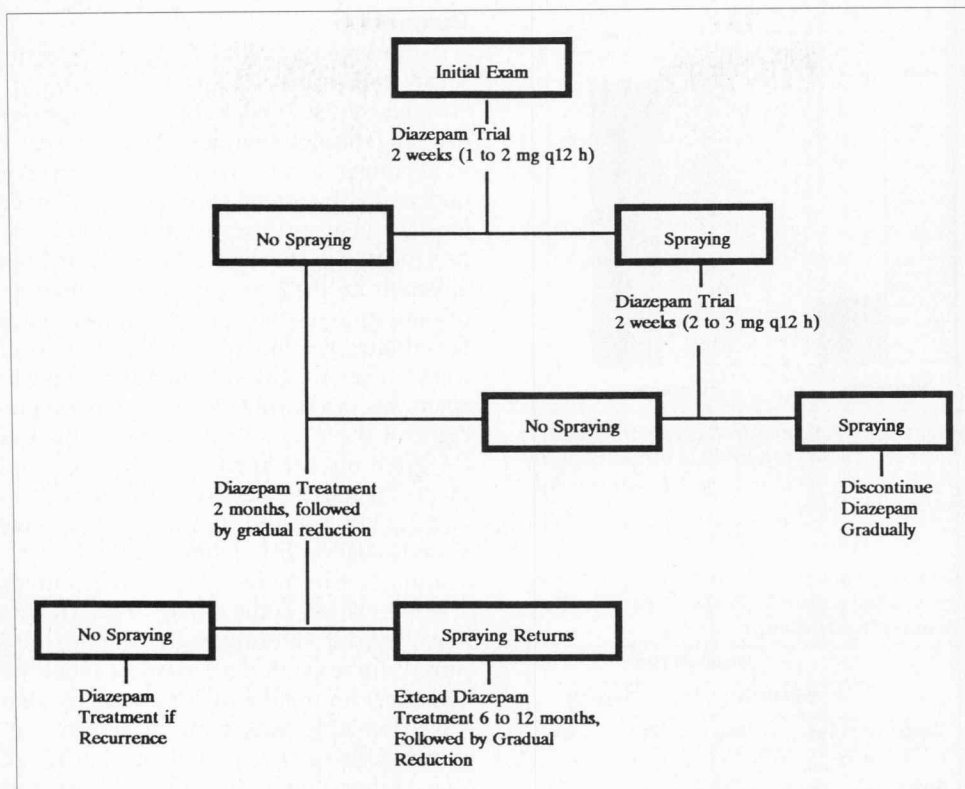 Initial Exam
Diazepam Trial
2 weeks (1 to 2 mg q12 h)
No Spraying
Spraying
Diazepam Trial
2 weeks (2 to 3 mg q12 h)
No Spraying
Spraying
Diazepam Treatment
2 months, followed
by gradual reduction
Discontinue
Diazepam
Gradually
No Spraying
Spraying Returns
Diazepam
Treatment if
Recurrence
Extend Diazepam
Treatment 6 to 12 months,
Followed by Gradual
Reduction